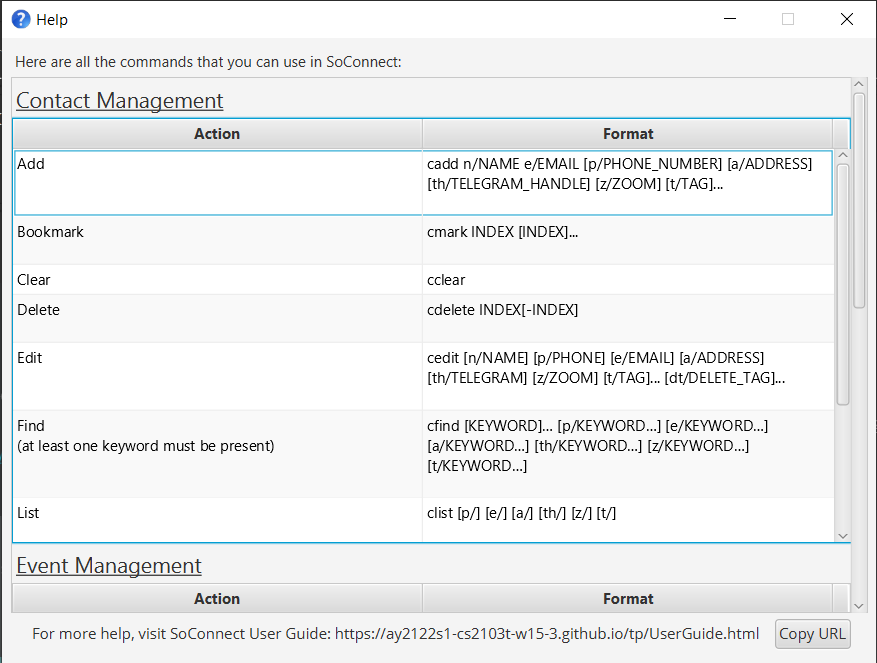 Help
Here are all the commands that you can use in SoConnect:
Contact Management
Action Format
Add cadd n/NAME e/EMAIL [p/PHONE_NUMBER] [a/ADDRESS]
[th/TELEGRAM_HANDLE] [z/ZOOM] [t/TAG]...
Bookmark cmark INDEX [INDEX]...
Clear cclear
Delete cdelete INDEX[-INDEX]
Edit cedit [n/NAME] [p/PHONE] [e/EMAIL] [a/ADDRESS]
[th/TELEGRAM] [z/ZOOM] [t/TAG]... [dt/DELETE_TAG]...
Find cfind [KEYWORD]... [p/KEYWORD...] [e/KEYWORD...]
(at least one keyword must be present) [a/KEYWORD...] [th/KEYWORD...] [z/KEYWORD...]
[t/KEYWORD...]
List clist [p/] [e/] [a/] [th/] [z/] [t/]
Event Management
Action Format
For more help, visit SoConnect User Guide: https://ay2122s1-cs2103t-w15-3.github.io/tp/UserGuide.html Copy URL